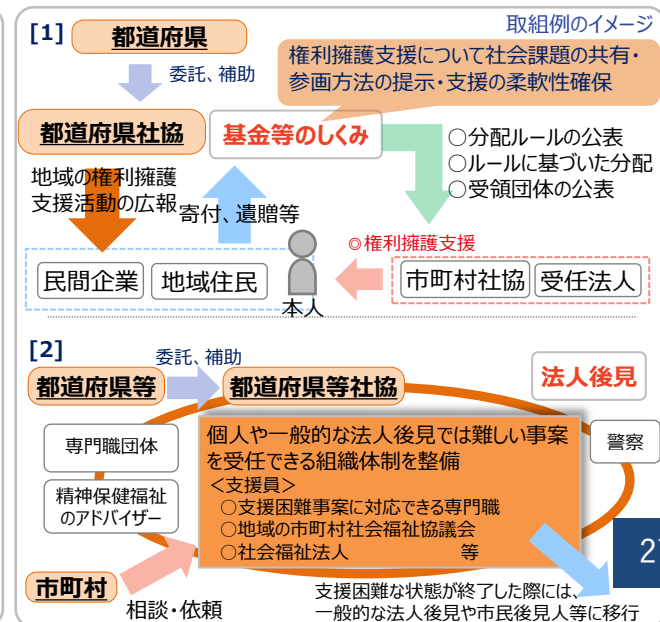 取組例のイメージ
[1]
都道府県
権利擁護支援について社会課題の共有・
参画方法の提示・支援の柔軟性確保
委託、補助
都道府県社協
基金等のしくみ
○分配ルールの公表
○ルールに基づいた分配
○受領団体の公表
地域の権利擁護
支援活動の広報
寄付、遺贈等
◎権利擁護支援
民間企業
地域住民
本人
市町村社協
受任法人
[2]
委託、補助
都道府県等
都道府県等社協
法人後見
専門職団体
精神保健福祉
のアドバイザー
個人や一般的な法人後見では難しい事案
を受任できる組織体制を整備
＜支援員＞
○支援困難事案に対応できる専門職
○地域の市町村社会福祉協議会
○社会福祉法人 等
警察
市町村
相談・依頼
支援困難な状態が終了した際には、
一般的な法人後見や市民後見人等に移行